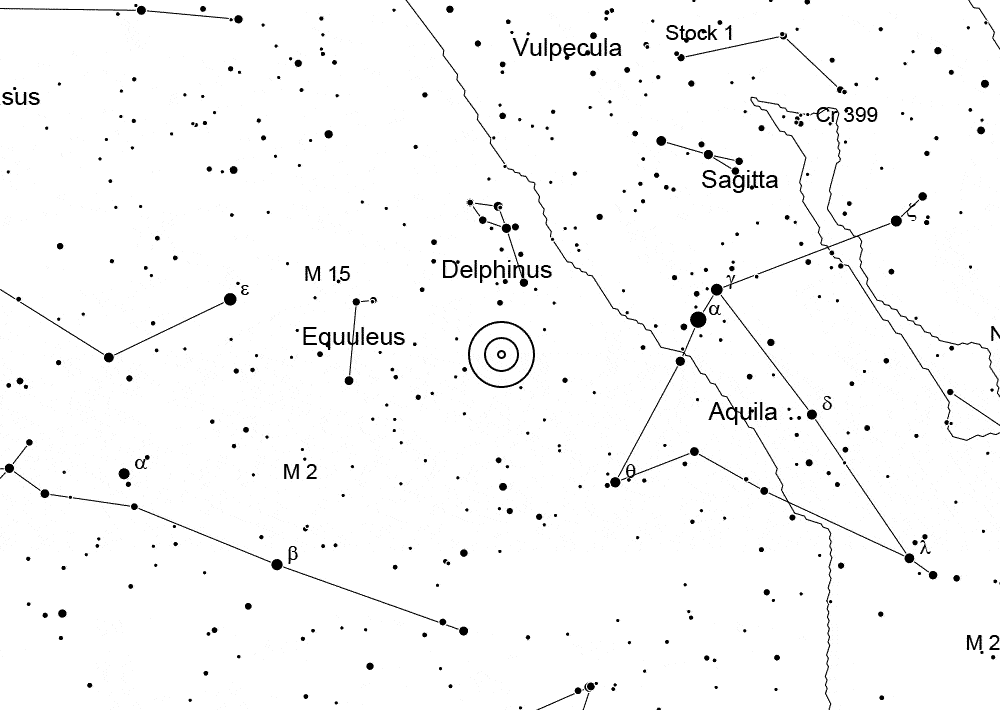 Stock 1
Vulpecula
sus
Cr 399
Sagitta
ζ
Delphinus
M 15
γ
ε
α
Equuleus
N
Aquila
δ
α
M 2
θ
λ
β
M 2